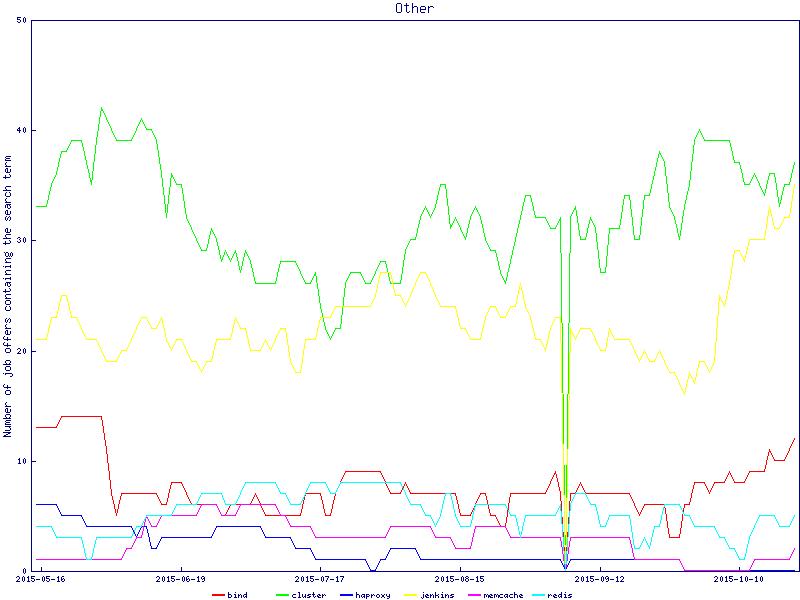 Other
Number of job offers containing the search term
50
40
30
20
10
0
2015-05-16 2015-06-19 2015-07-17 2015-08-15 2015-09-12 2015-10-10
bind cluster haproxy jenkins memcache redis